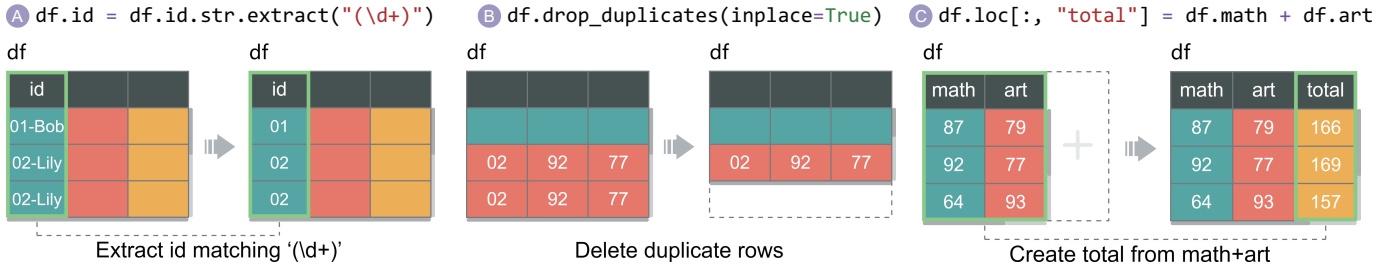 A df.id = df.id.str.extract("(\d+)")
df df
id id
01-Bob 01
02-Lily 02
02-Lily 02
Extract id matching ‘(\d+)’
B df.drop_duplicates(inplace=True)
df df
02 92 77 02 92 77
02 92 77
Delete duplicate rows
C df.loc[:, "total"] = df.math + df.art
df df
math art math art total
87 79 + 87 79 166
92 77 92 77 169
64 93 64 93 157
Create total from math+art